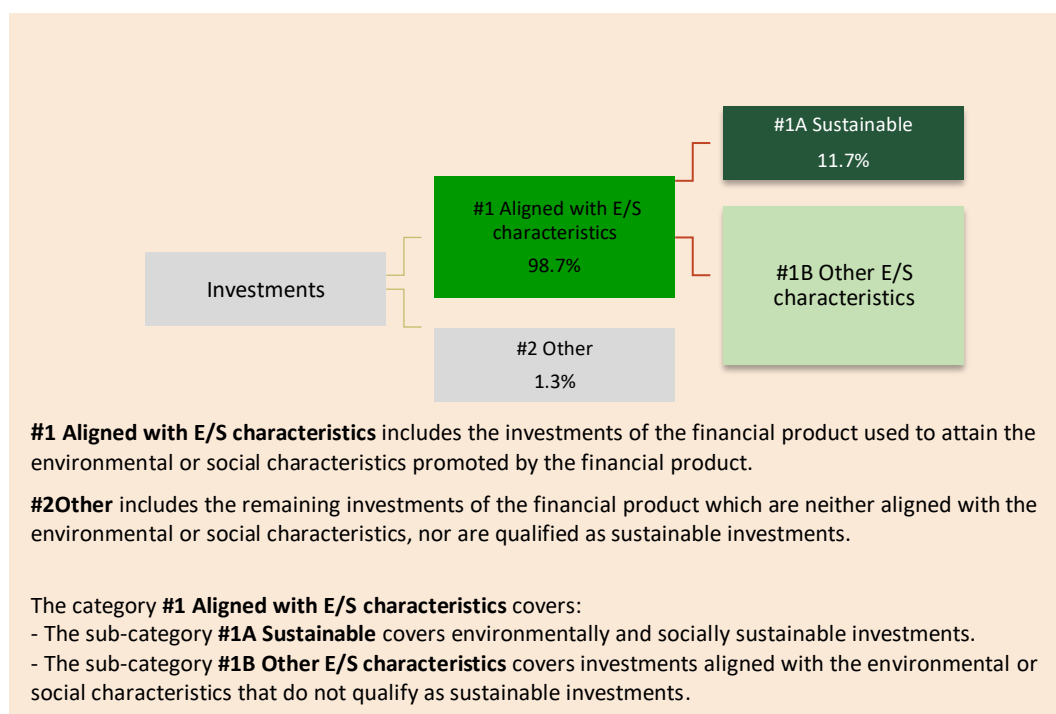 #1A Sustainable
11.7%
#1 Aligned with E/S
characteristics
98.7%
#1B Other E/S
characteristics
Investments
#2 Other
1.3%
#1 Aligned with E/S characteristics includes the investments of the financial product used to attain the
environmental or social characteristics promoted by the financial product.
#2Other includes the remaining investments of the financial product which are neither aligned with the
environmental or social characteristics, nor are qualified as sustainable investments.
The category #1 Aligned with E/S characteristics covers:
- The sub-category #1A Sustainable covers environmentally and socially sustainable investments.
- The sub-category #1B Other E/S characteristics covers investments aligned with the environmental or
social characteristics that do not qualify as sustainable investments.